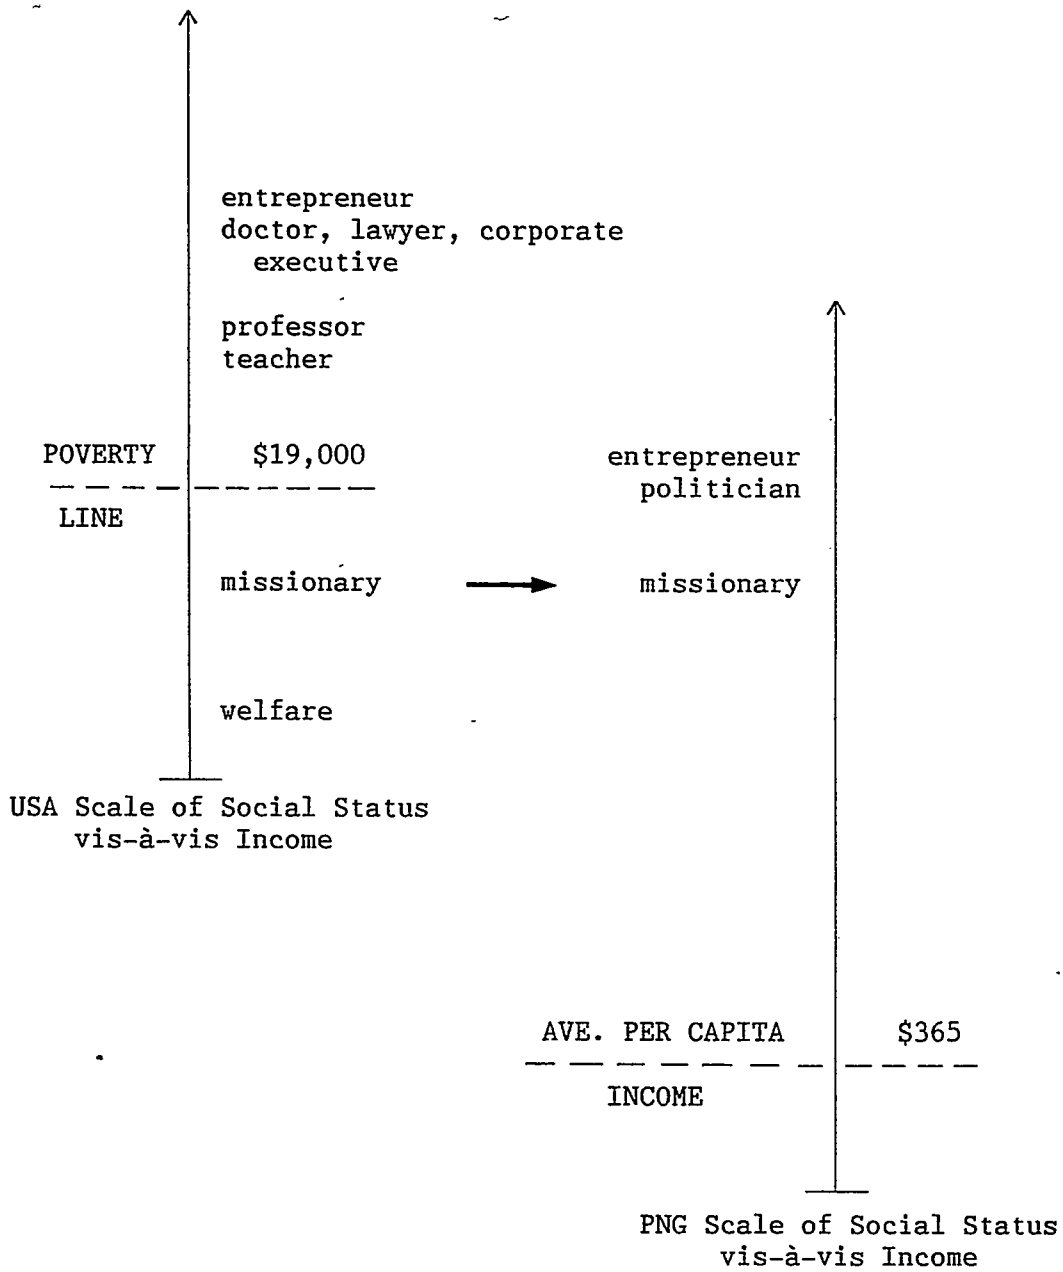 entrepreneur
doctor, lawyer, corporate
executive
professor
teacher
POVERTY $19,000
LINE
missionary
welfare
USA Scale of Social Status
vis-à-vis Income
entrepreneur
politician
missionary
AVE. PER CAPITA $365
INCOME
PNG Scale of Social Status
vis-à-vis Income